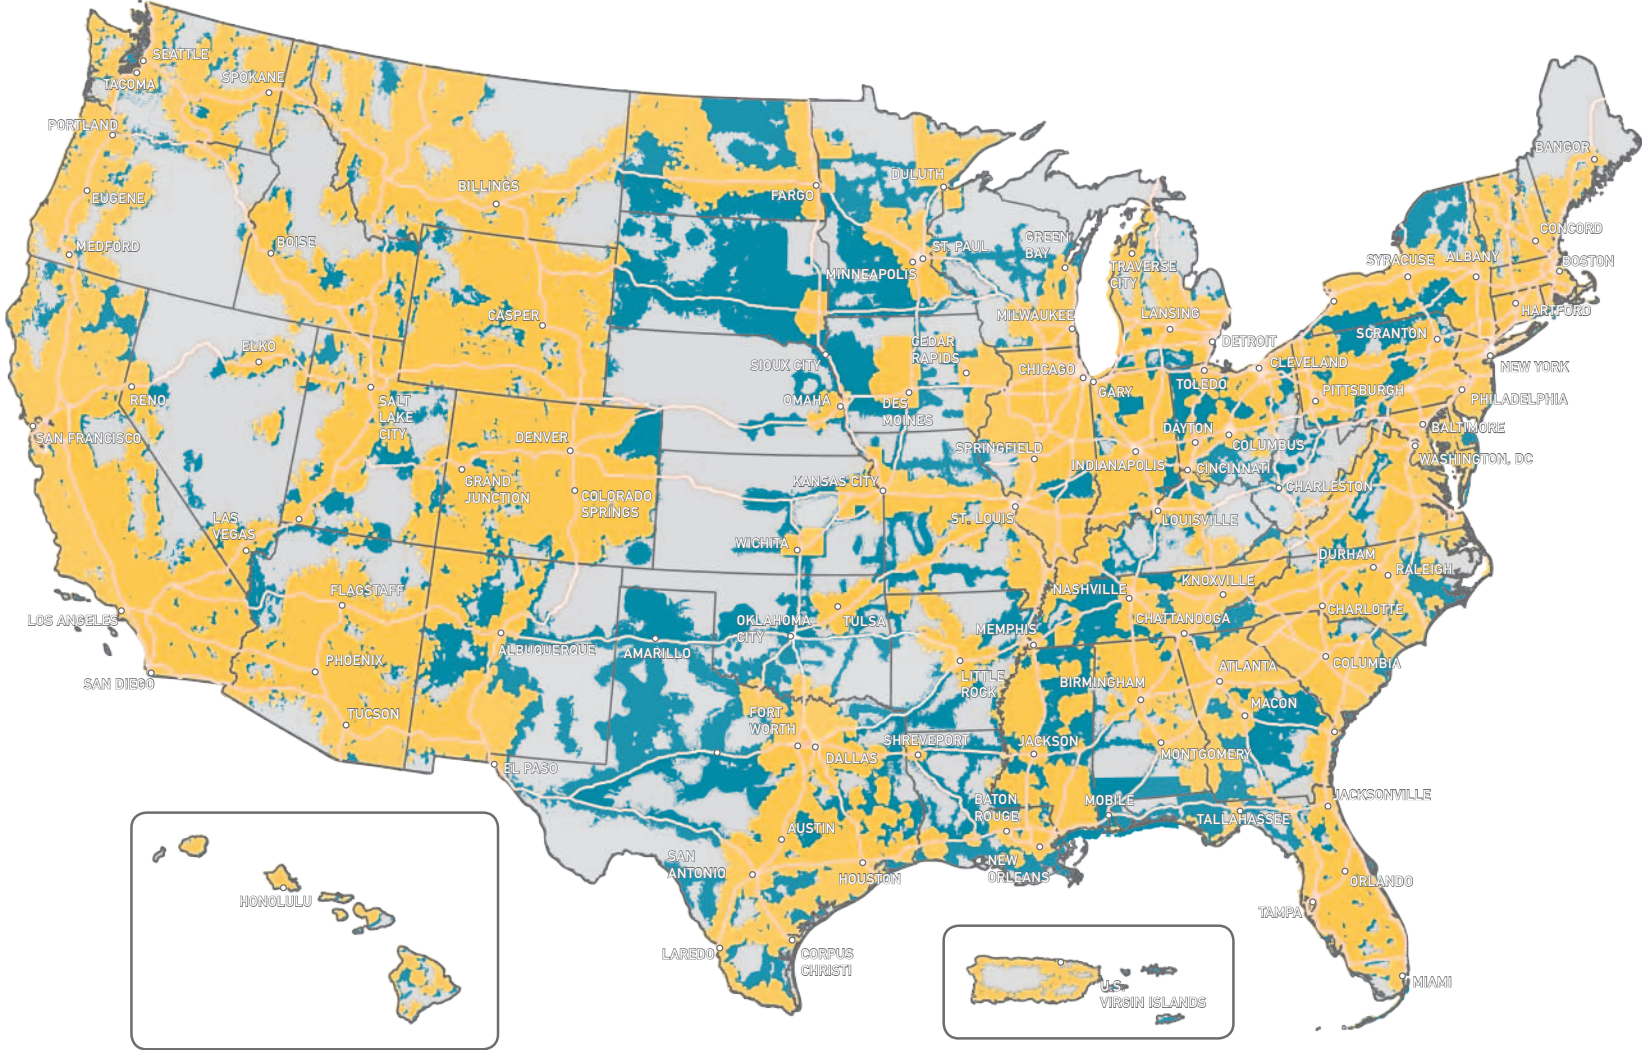 SEATTLE
TACOMA
SPOKANE
PORTLAND
EUGENE
MEDFORD
BOISE
BILLINGS
CASPER
FARGO
DULUTH
ST. PAUL
MINNEAPOLIS
GREEN
BAY
TRAVERSE
CITY
MILWAUKEE
LANSING
DETROIT
BANGOR
CONCORD
SYRACUSE
ALBANY
BOSTON
HARTFORD
SCRANTON
NEW YORK
CLEVELAND
PITTSBURGH
PHILADELPHIA
BALTIMORE
WASHINGTON, DC
TOLEDO
CHICAGO
GARY
CEDAR
RAPIDS
SIOUX CITY
OMAHA
DES
MOINES
ELKO
RENO
SALT
LAKE
CITY
SAN FRANCISCO
DENVER
GRAND
JUNCTION
COLORADO
SPRINGS
LAS
VEGAS
KANSAS CITY
SPRINGFIELD
ST. LOUIS
INDIANAPOLIS
DAYTON
COLUMBUS
CINCINNATI
CHARLESTON
LOUISVILLE
WICHITA
DURHAM
RALEIGH
KNOXVILLE
NASHVILLE
CHARLOTTE
CHATTANOOGA
FLAGSTAFF
LOS ANGELES
SAN DIEGO
PHOENIX
TUCSON
ALBUQUERQUE
AMARILLO
OKLAHOMA
CITY
TULSA
MEMPHIS
LITTLE
ROCK
BIRMINGHAM
ATLANTA
COLUMBIA
MACON
MONTGOMERY
JACKSON
SHREVEPORT
FORT
WORTH
DALLAS
EL PASO
AUSTIN
SAN
ANTONIO
HOUSTON
BATON
ROUGE
NEW
ORLEANS
MOBILE
TALLAHASSEE
JACKSONVILLE
ORLANDO
TAMPA
MIAMI
LAREDO
CORPUS
CHRISTI
HONOLULU
U.S.
VIRGIN ISLANDS